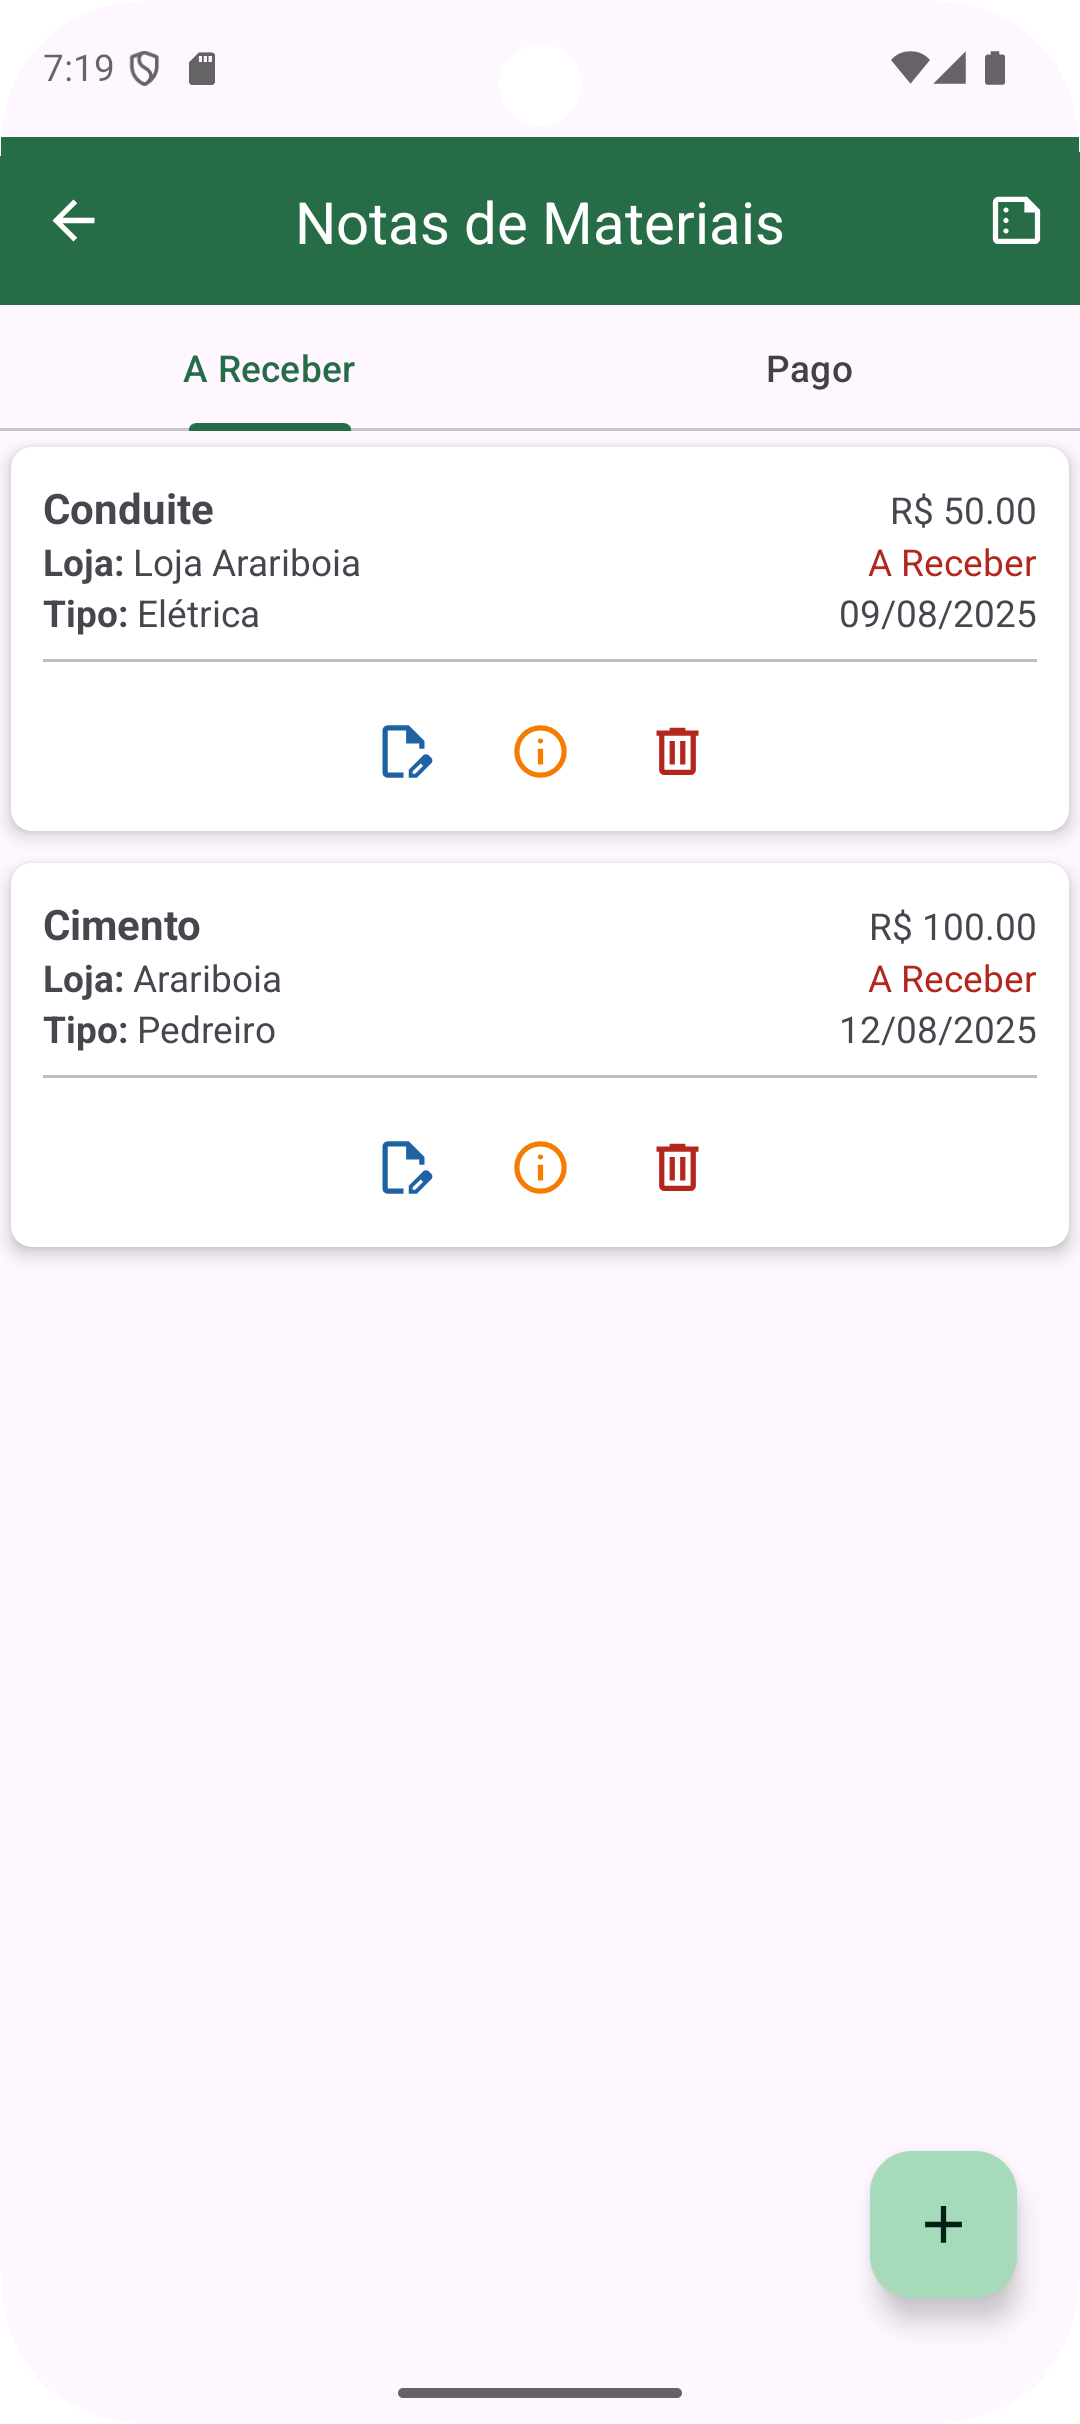 7:19
Notas de Materiais
A Receber
Pago
Conduite
R$ 50.00
Loja: Loja Arariboia
A Receber
Tipo: Elétrica
09/08/2025
Cimento
R$ 100.00
Loja: Arariboia
A Receber
Tipo: Pedreiro
12/08/2025